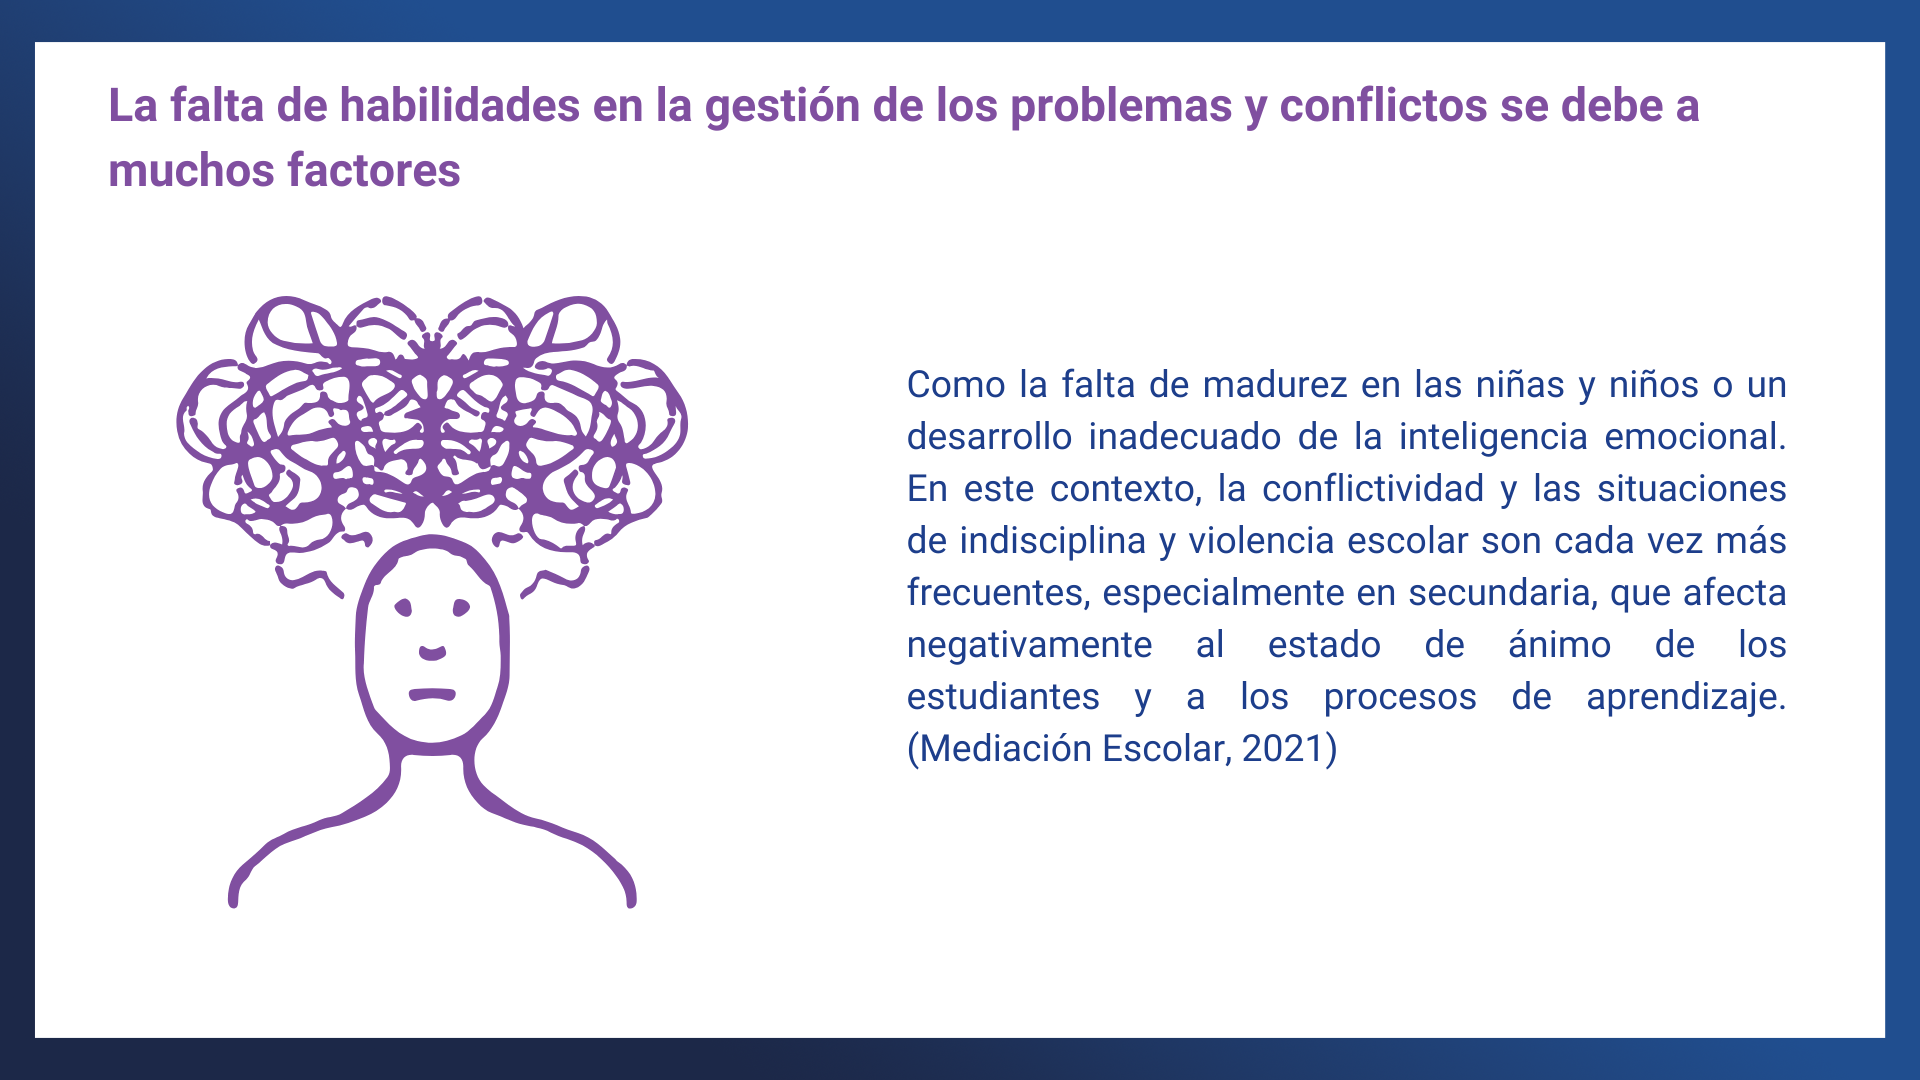 La falta de habilidades en la gestión de los problemas y conflictos se debe a
muchos factores
Como la falta de madurez en las niñas y niños o un
desarrollo inadecuado de la inteligencia emocional.
En este contexto, la conflictividad y las situaciones
de indisciplina y violencia escolar son cada vez más
frecuentes, especialmente en secundaria, que afecta
negativamente al estado de ánimo de los
estudiantes y a los procesos de aprendizaje.
(Mediación Escolar, 2021)